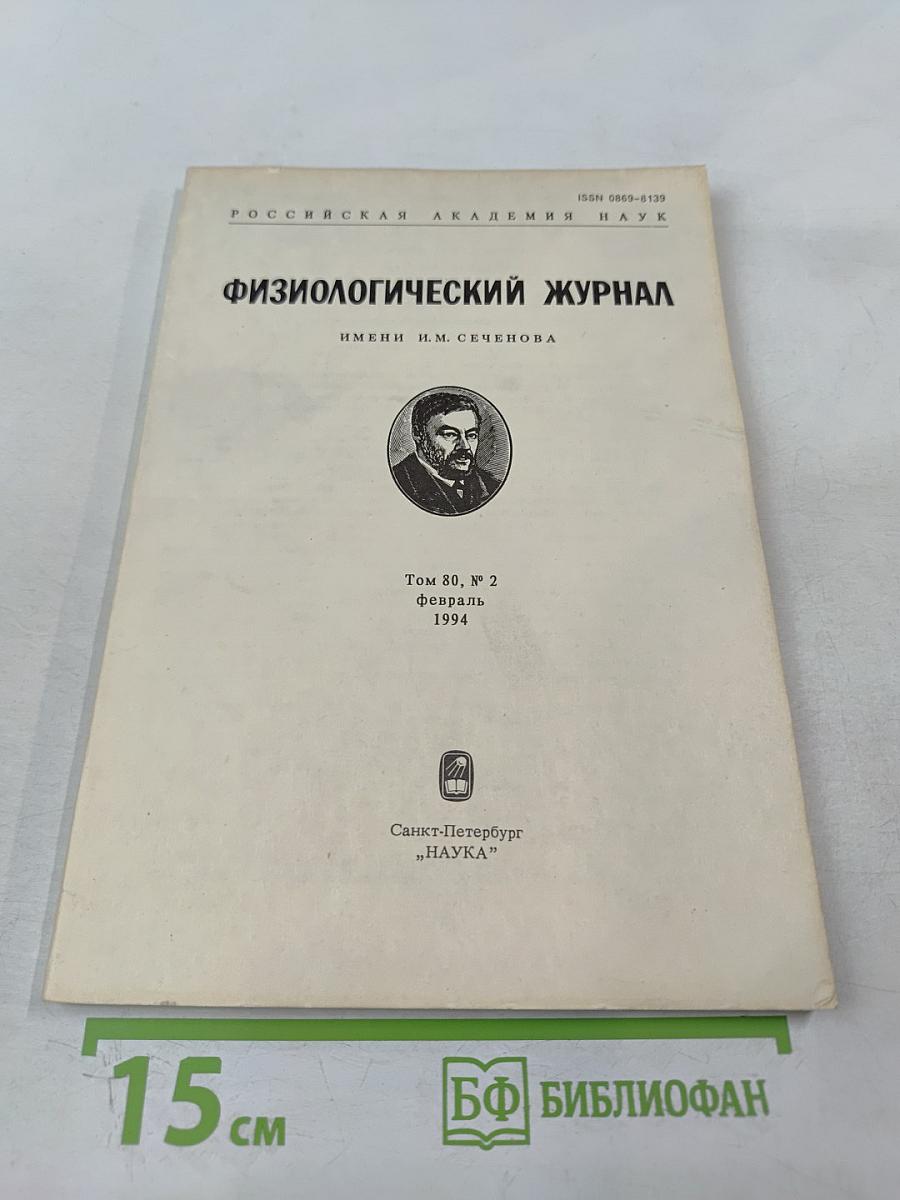 ISSN 0869-8139
РОССИЙСКАЯ АКАДЕМИЯ НАУК
ФИЗИОЛОГИЧЕСКИЙ ЖУРНАЛ
ИМЕНИ И.М. СЕЧЕНОВА
Том 80, № 2
февраль
1994
Санкт-Петербург
„НАУКА”
15 см
БФ БИБЛИОФАН